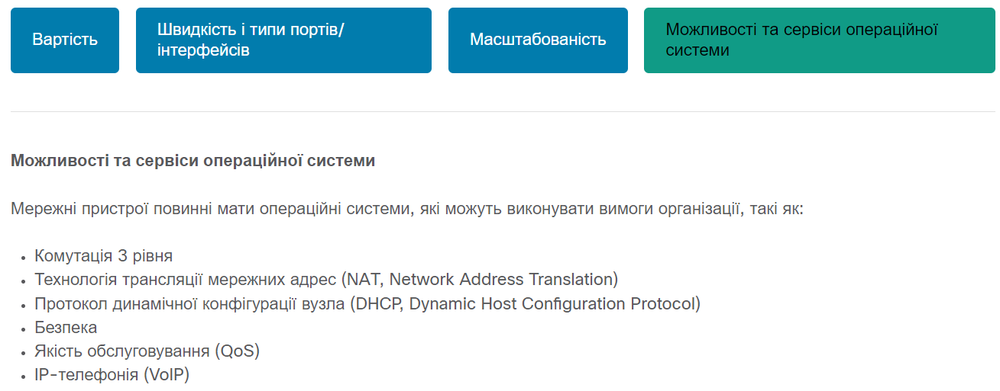 Вартість
Швидкість і типи портів/
інтерфейсів
Масштабованість
Можливості та сервіси операційної
системи
Можливості та сервіси операційної системи
Мережні пристрої повинні мати операційні системи, які можуть виконувати вимоги організації, такі як:
• Комутація 3 рівня
• Технологія трансляції мережних адрес (NAT, Network Address Translation)
• Протокол динамічної конфігурації вузла (DHCP, Dynamic Host Configuration Protocol)
• Безпека
• Якість обслуговування (QoS)
• IP-телефонія (VoIP)